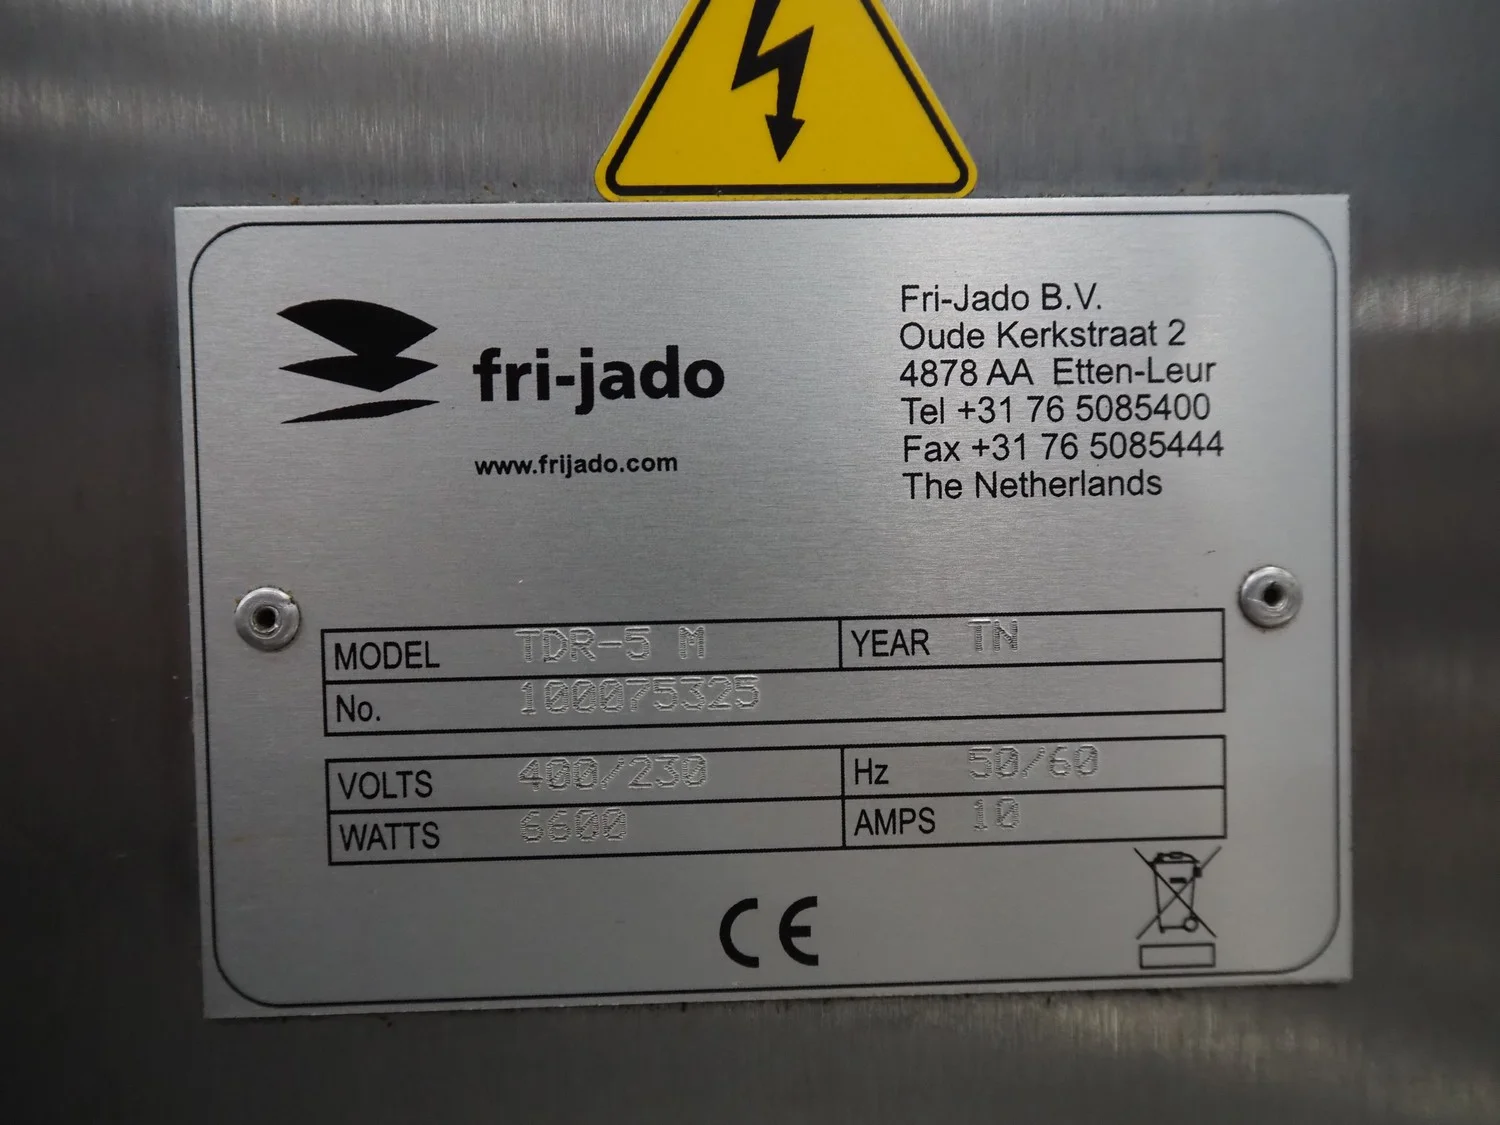 fri-jado
www.frijado.com
Fri-Jado B.V.
Oude Kerkstraat 2
4878 AA Etten-Leur
Tel +31 76 5085400
Fax +31 76 5085444
The Netherlands
MODEL TDR-5 M YEAR TN
No. 100075325
VOLTS 400/230 Hz 50/60
WATTS 6600 AMPS 10
CE